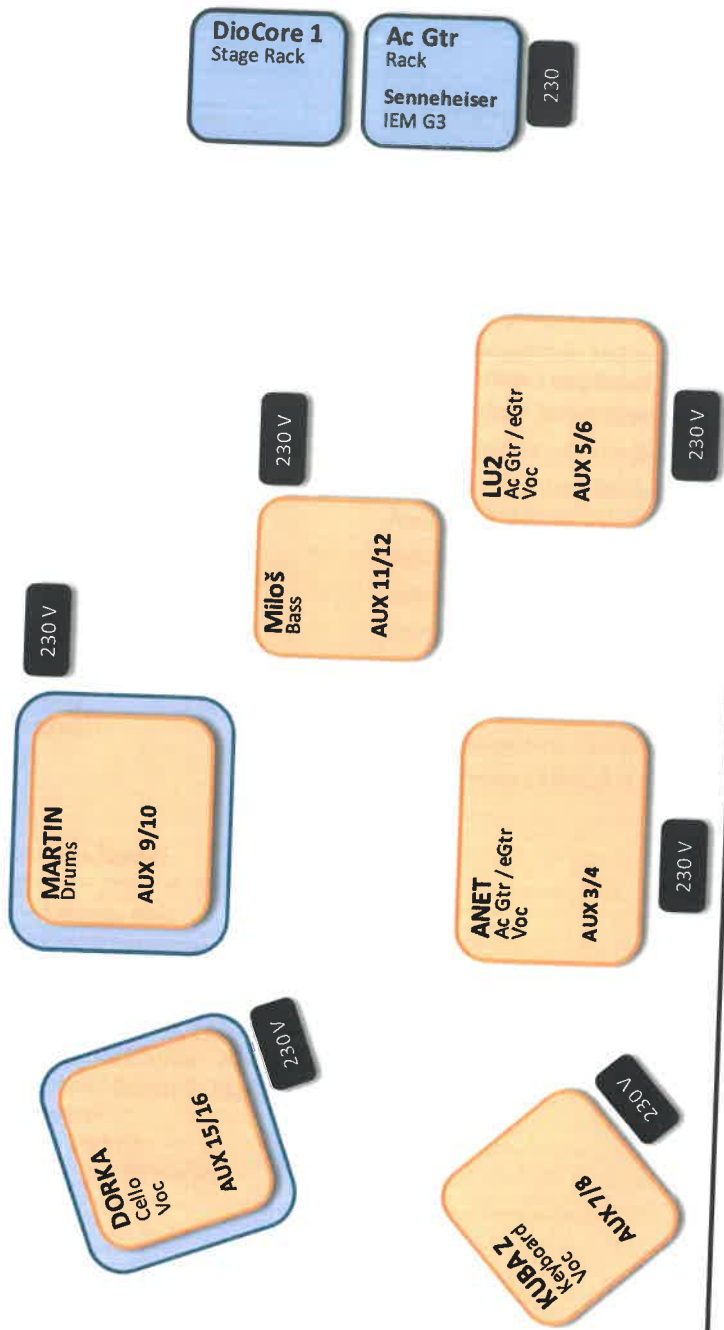 DioCore 1
Stage Rack
Ac Gtr
Rack
Senneheiser
IEM G3
230
230 V
LU2
Ac Gtr / eGtr
Voc
AUX 5/6
230 V
Miloš
Bass
AUX 11/12
230 V
MARTIN
Drums
AUX 9/10
ANET
Ac Gtr / eGtr
Voc
AUX 3/4
230 V
DORKA
Cello
Voc
AUX 15/16
230V
KUBA Z
Keyboard
Voc
AUX 7/8
230 V